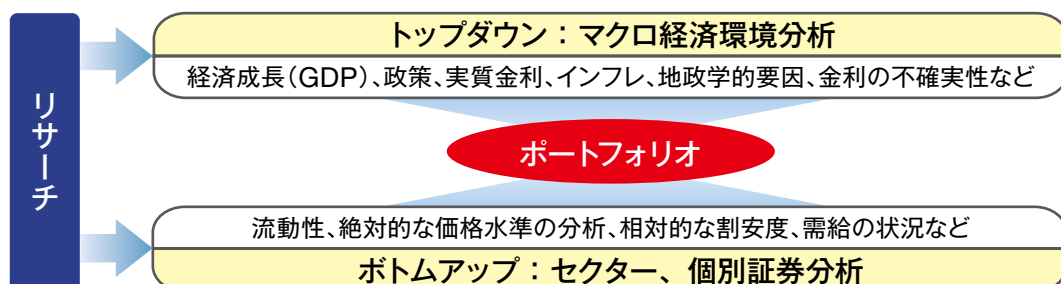 リサーチ
トップダウン：マクロ経済環境分析
経済成長（GDP）、政策、実質金利、インフレ、地政学的要因、金利の不確実性など
ポートフォリオ
流動性、絶対的な価格水準の分析、相対的な割安度、需給の状況など
ボトムアップ：セクター、個別証券分析